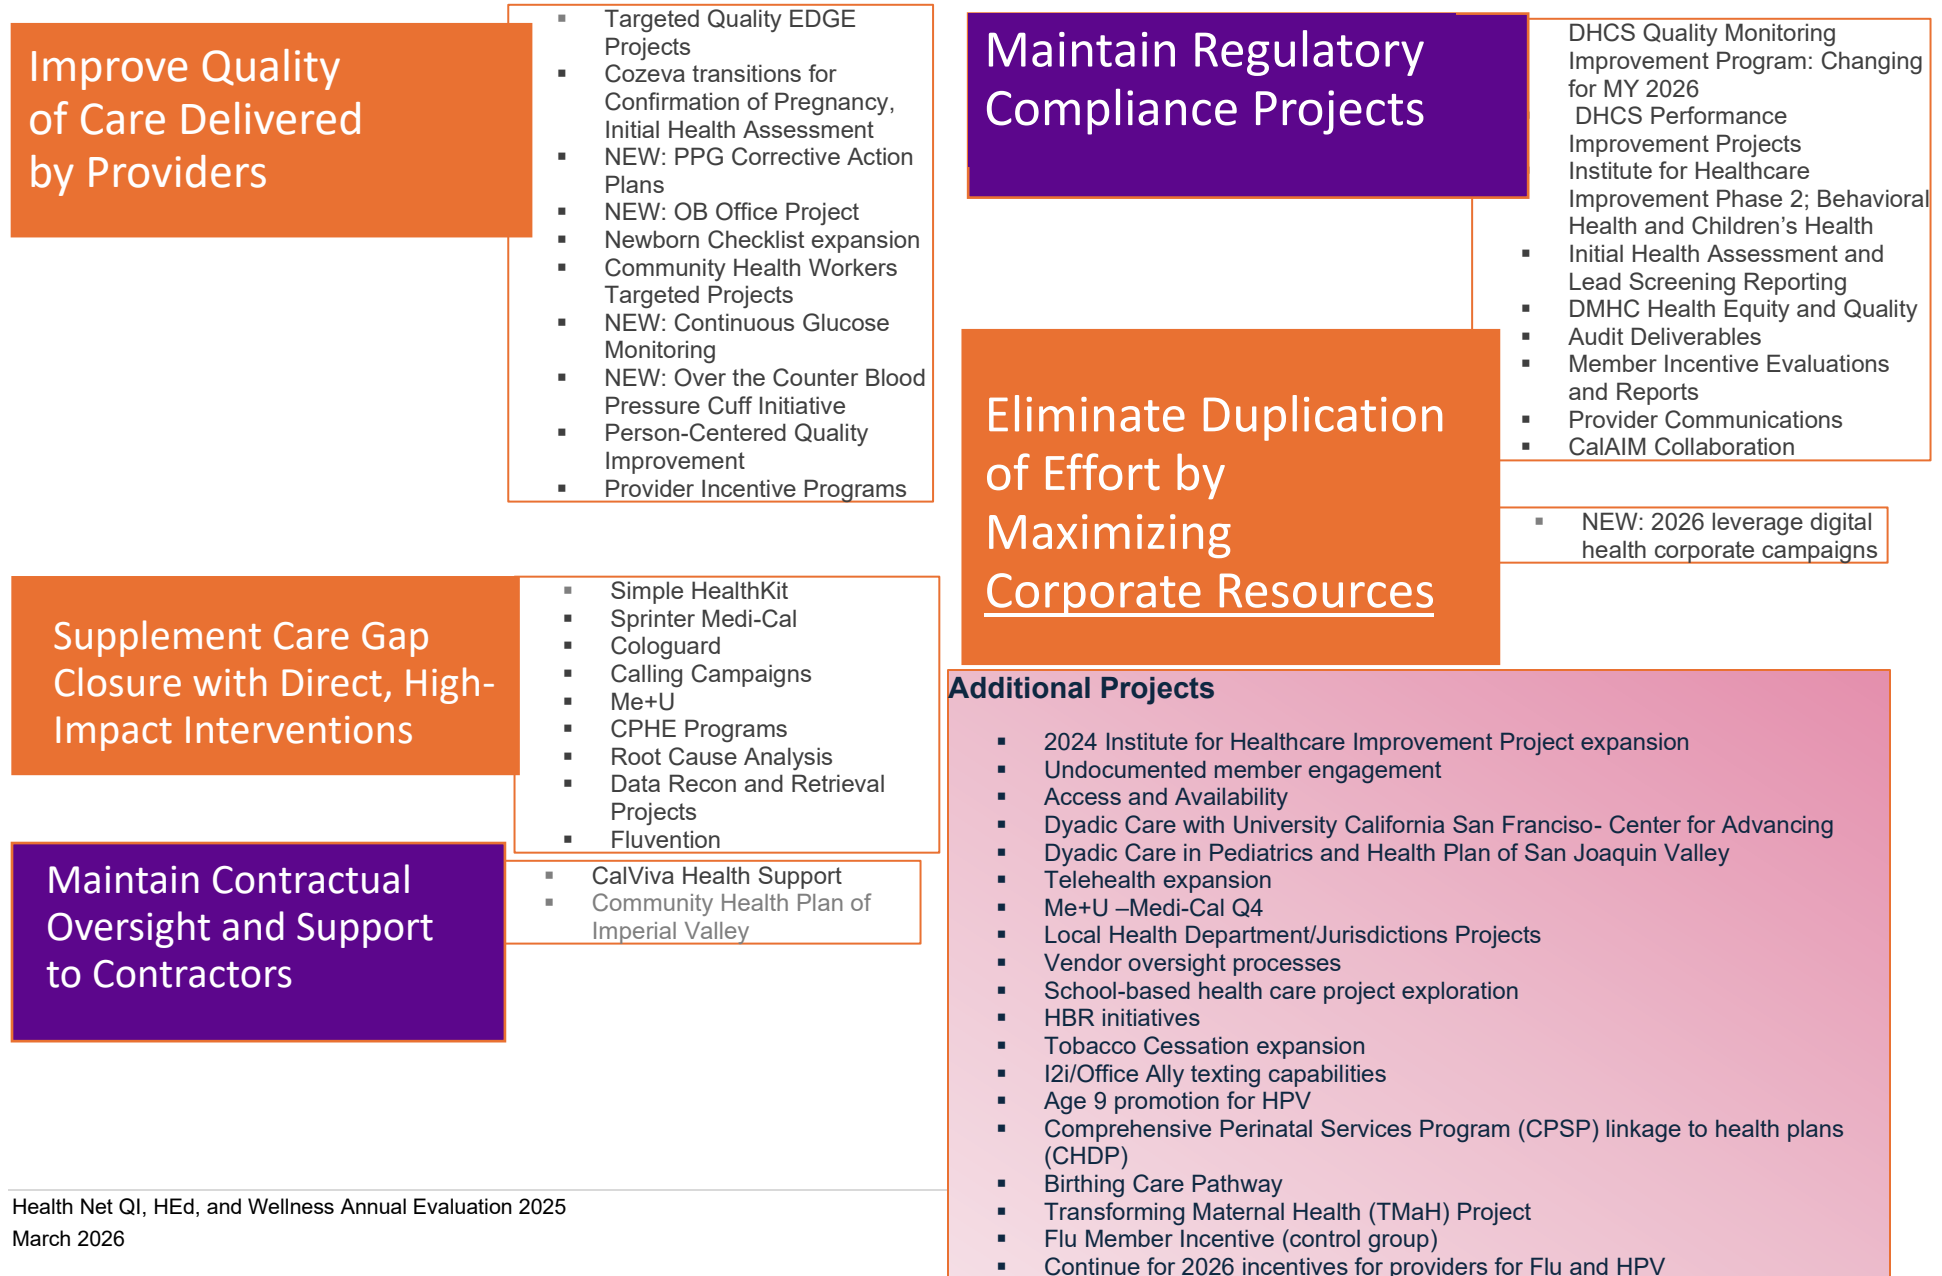 Improve Quality
of Care Delivered
by Providers
▪ Targeted Quality EDGE
Projects
▪ Cozeva transitions for
Confirmation of Pregnancy,
Initial Health Assessment
▪ NEW: PPG Corrective Action
Plans
▪ NEW: OB Office Project
▪ Newborn Checklist expansion
▪ Community Health Workers
Targeted Projects
▪ NEW: Continuous Glucose
Monitoring
▪ NEW: Over the Counter Blood
Pressure Cuff Initiative
▪ Person-Centered Quality
Improvement
▪ Provider Incentive Programs
Supplement Care Gap
Closure with Direct, High-
Impact Interventions
▪ Simple HealthKit
▪ Sprinter Medi-Cal
▪ Cologuard
▪ Calling Campaigns
▪ Me+U
▪ CPHE Programs
▪ Root Cause Analysis
▪ Data Recon and Retrieval
Projects
▪ Fluvention
Maintain Contractual
Oversight and Support
to Contractors
▪ CalViva Health Support
▪ Community Health Plan of
Imperial Valley
Maintain Regulatory
Compliance Projects
DHCS Quality Monitoring
Improvement Program: Changing
for MY 2026
DHCS Performance
Improvement Projects
Institute for Healthcare
Improvement Phase 2; Behavioral
Health and Children’s Health
▪ Initial Health Assessment and
Lead Screening Reporting
▪ DMHC Health Equity and Quality
▪ Audit Deliverables
▪ Member Incentive Evaluations
and Reports
▪ Provider Communications
▪ CalAIM Collaboration
Eliminate Duplication
of Effort by
Maximizing
Corporate Resources
▪ NEW: 2026 leverage digital
health corporate campaigns
Additional Projects
▪ 2024 Institute for Healthcare Improvement Project expansion
▪ Undocumented member engagement
▪ Access and Availability
▪ Dyadic Care with University California San Franciso- Center for Advancing
▪ Dyadic Care in Pediatrics and Health Plan of San Joaquin Valley
▪ Telehealth expansion
▪ Me+U –Medi-Cal Q4
▪ Local Health Department/Jurisdictions Projects
▪ Vendor oversight processes
▪ School-based health care project exploration
▪ HBR initiatives
▪ Tobacco Cessation expansion
▪ I2i/Office Ally texting capabilities
▪ Age 9 promotion for HPV
▪ Comprehensive Perinatal Services Program (CPSP) linkage to health plans
(CHDP)
▪ Birthing Care Pathway
▪ Transforming Maternal Health (TMaH) Project
▪ Flu Member Incentive (control group)
▪ Continue for 2026 incentives for providers for Flu and HPV
Health Net QI, HEd, and Wellness Annual Evaluation 2025
March 2026